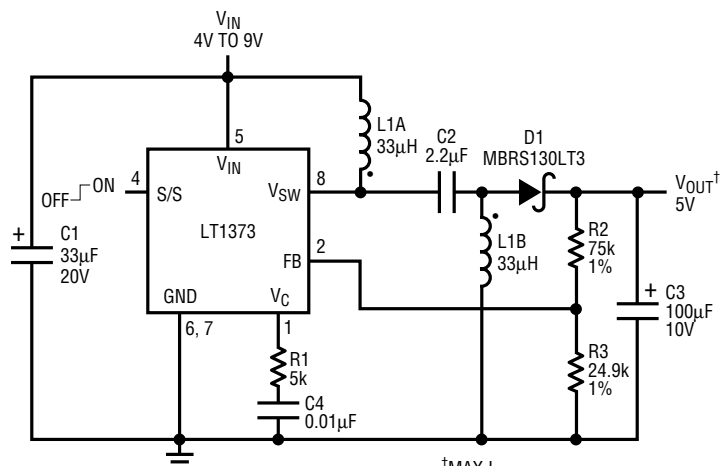 VIN
4V TO 9V
5
VIN
L1A
33µH
C2
2.2µF
D1
MBRS130LT3
OFF ON
4
S/S
VSW
8
VOUT†
5V
LT1373
C1
33µF
20V
+
FB
2
L1B
33µH
R2
75k
1%
GND
VC
6, 7
1
+
C3
100µF
10V
R1
5k
R3
24.9k
1%
C4
0.01µF
†MAX I